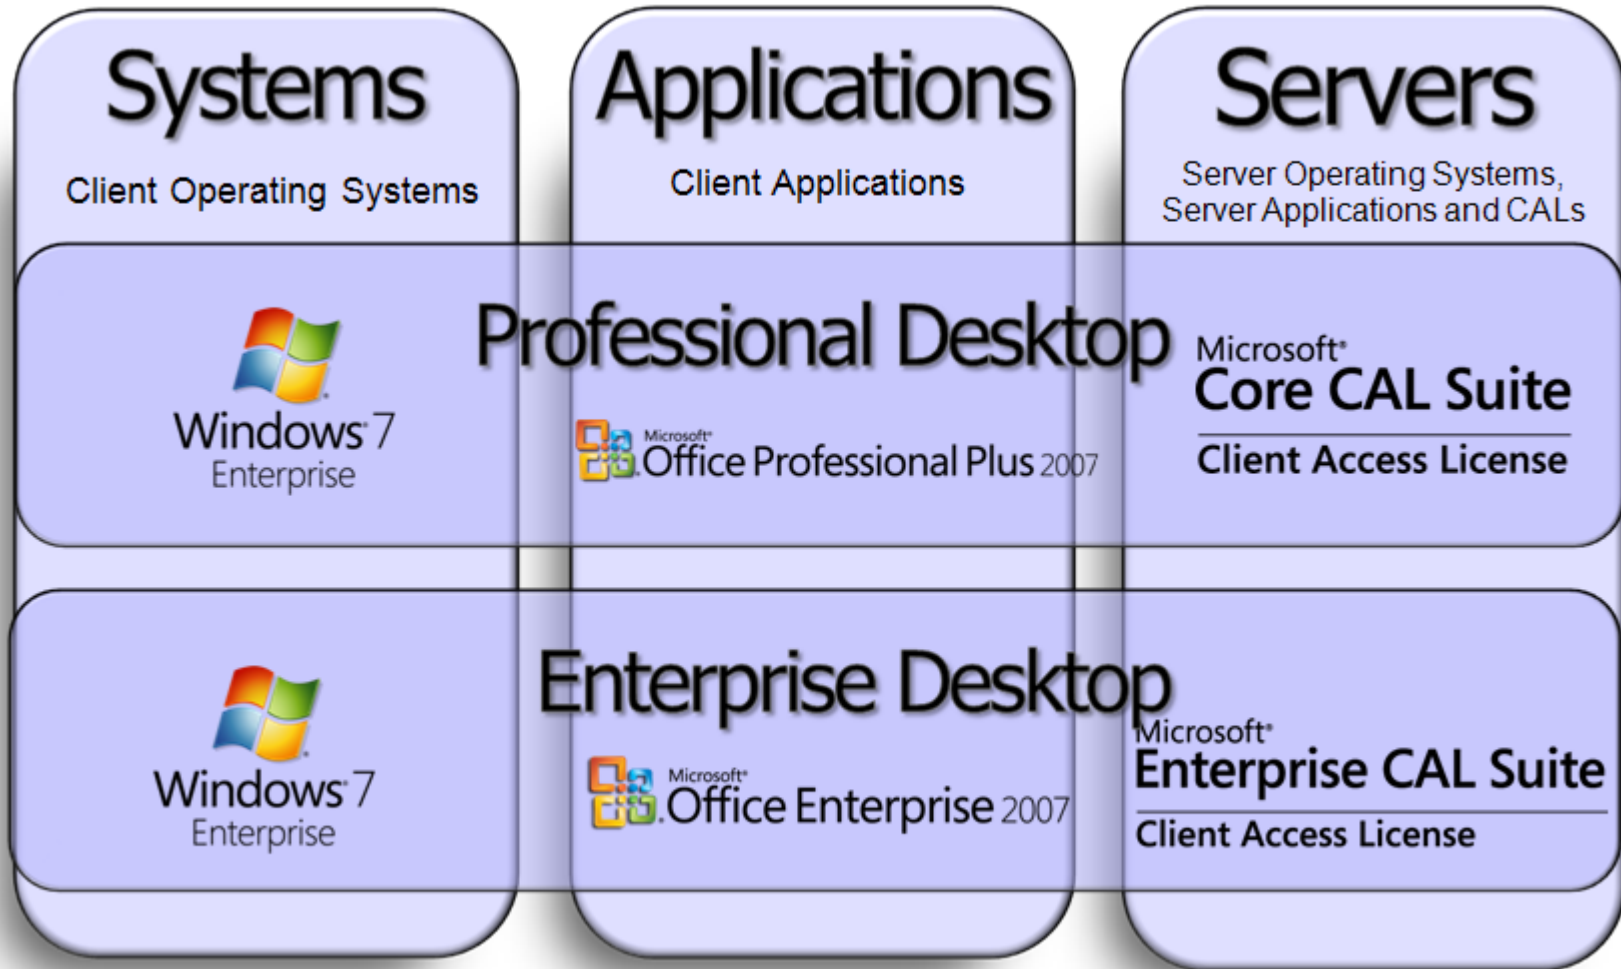 Systems
Client Operating Systems
Applications
Client Applications
Servers
Server Operating Systems,
Server Applications and CALs
Professional Desktop
Windows® 7
Enterprise
Microsoft®
Office Professional Plus 2007
Microsoft®
Core CAL Suite
Client Access License
Enterprise Desktop
Windows® 7
Enterprise
Microsoft®
Office Enterprise 2007
Microsoft®
Enterprise CAL Suite
Client Access License